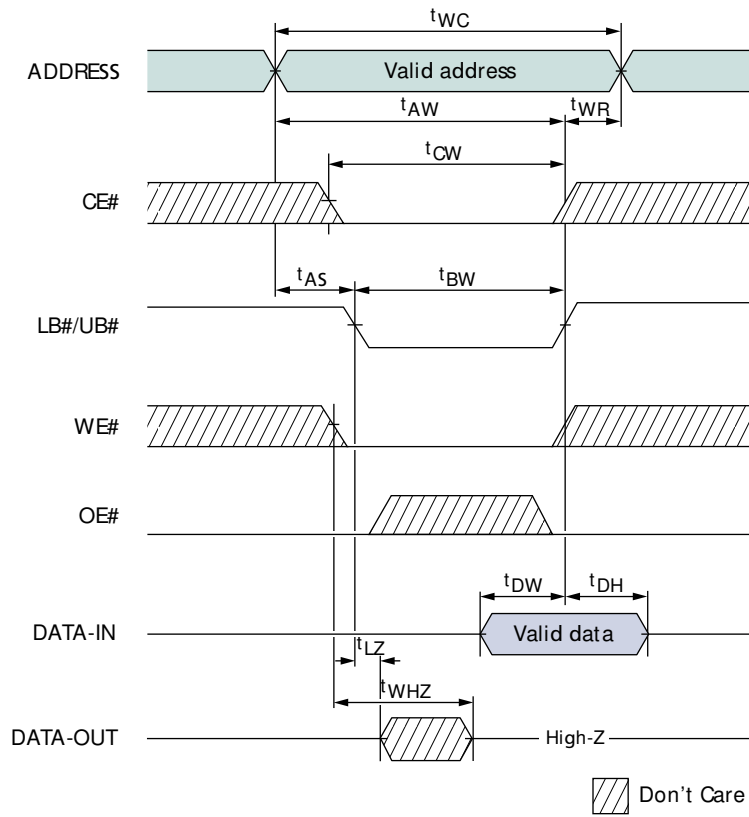 tWC
ADDRESS
Valid address
tAW
tWR
tCW
CE#
tAS
tBW
LB#/UB#
WE#
OE#
tDW
tDH
DATA-IN
Valid data
tLZ
tWHZ
DATA-OUT
High-Z
Don't Care